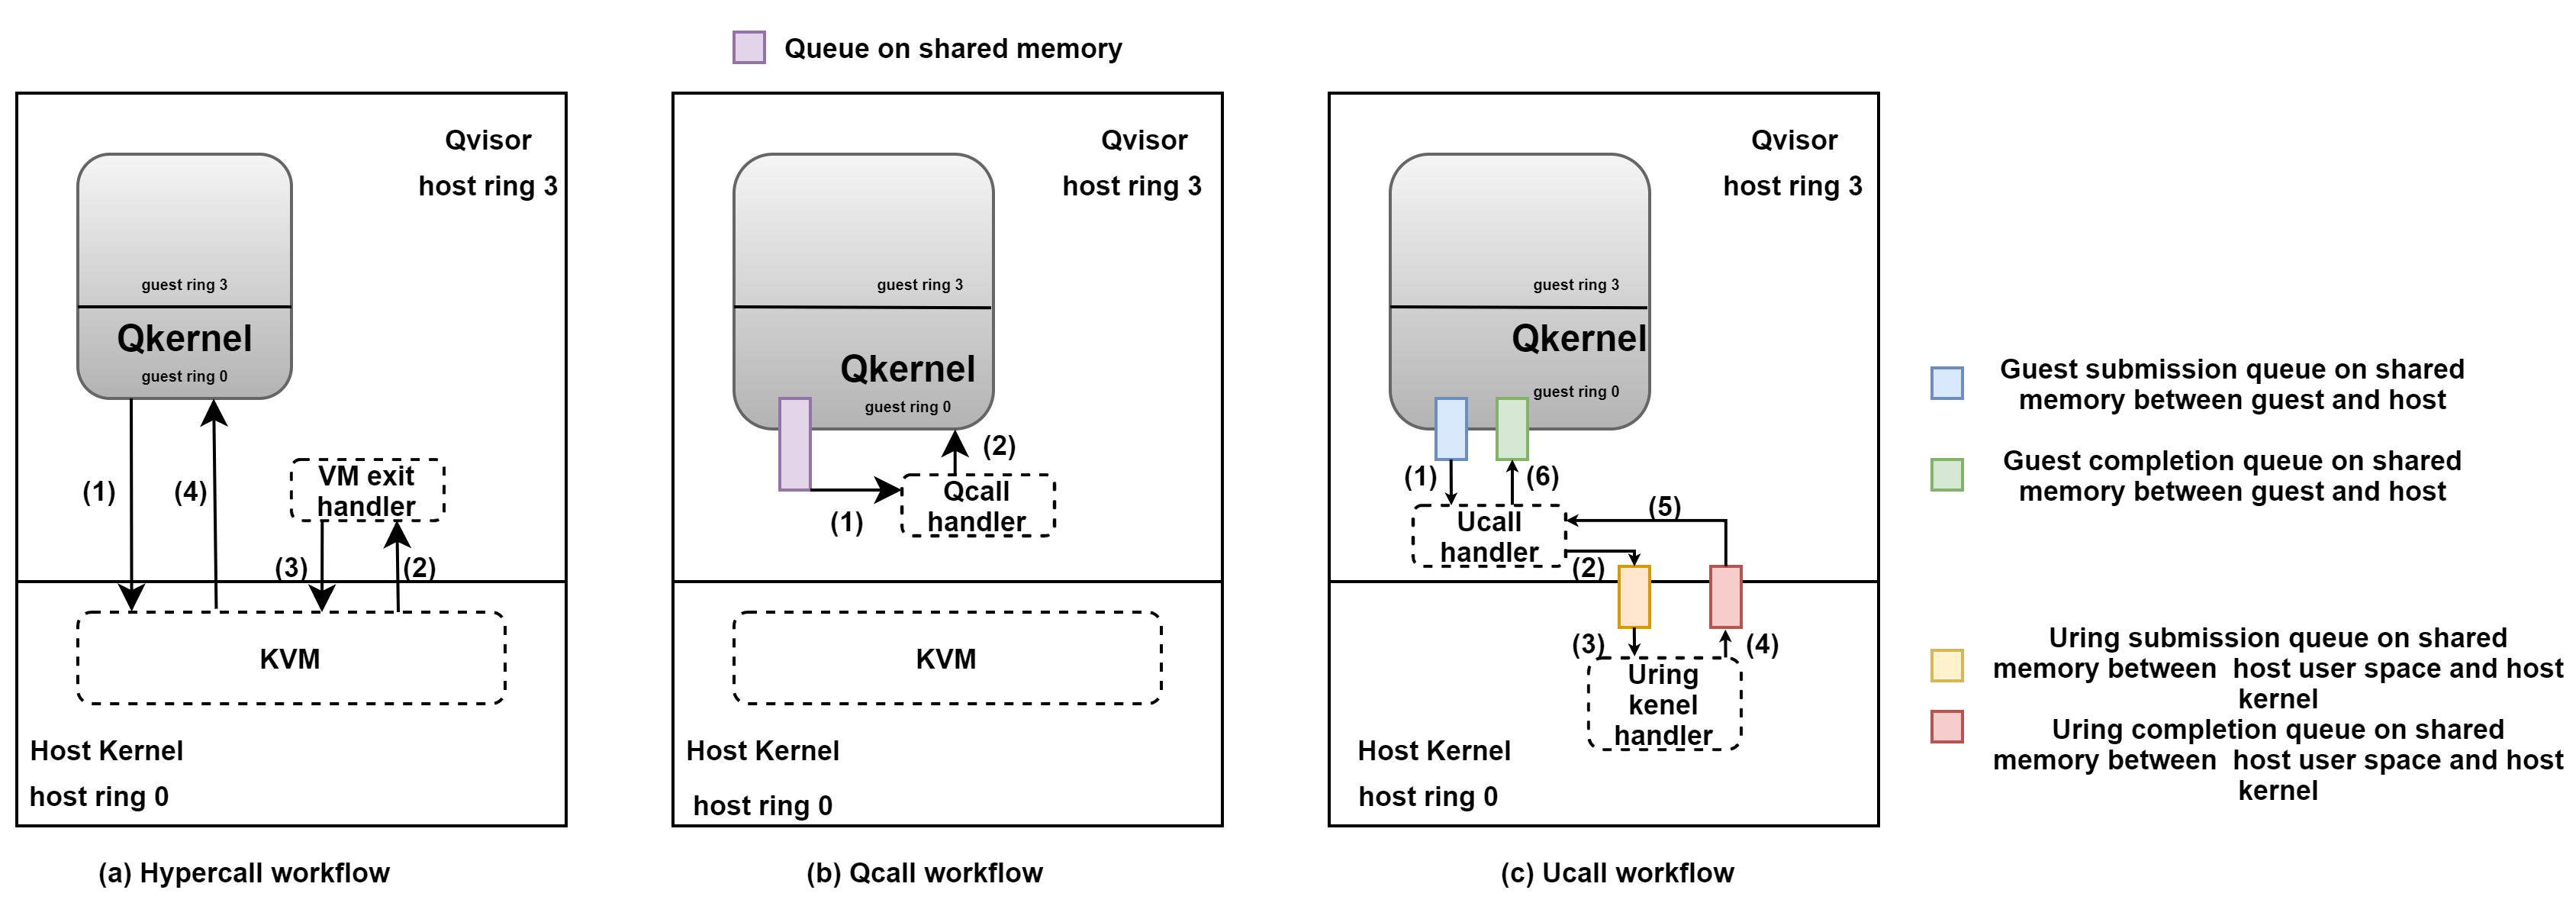 Queue on shared memory
Qvisor
host ring 3
guest ring 3
Qkernel
guest ring 0
VM exit
handler
(1)
(4)
(3)
(2)
KVM
Host Kernel
host ring 0
(a) Hypercall workflow
Qvisor
host ring 3
guest ring 3
Qkernel
guest ring 0
(2)
Qcall
handler
(1)
KVM
Host Kernel
host ring 0
(b) Qcall workflow
Qvisor
host ring 3
guest ring 3
Qkernel
guest ring 0
(1)
(6)
(5)
Ucall
handler
(2)
(3)
(4)
Uring
kenel
handler
Host Kernel
host ring 0
(c) Ucall workflow
Guest submission queue on shared
memory between guest and host
Guest completion queue on shared
memory between guest and host
Uring submission queue on shared
memory between  host user space and host
kernel
Uring completion queue on shared
memory between  host user space and host
kernel